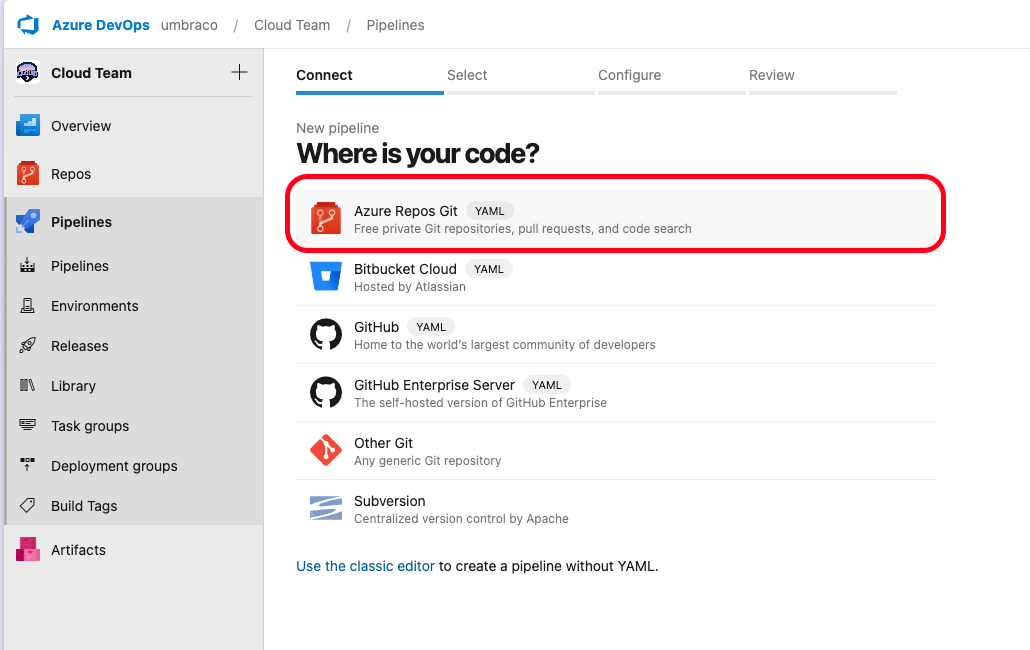 Azure DevOps umbraco / Cloud Team / Pipelines
Cloud Team
Overview
Repos
Pipelines
Pipelines
Environments
Releases
Library
Task groups
Deployment groups
Build Tags
Artifacts
Connect Select Configure Review
New pipeline
Where is your code?
Azure Repos Git YAML
Free private Git repositories, pull requests, and code search
Bitbucket Cloud YAML
Hosted by Atlassian
GitHub YAML
Home to the world's largest community of developers
GitHub Enterprise Server YAML
The self-hosted version of GitHub Enterprise
Other Git
Any generic Git repository
Subversion
Centralized version control by Apache
Use the classic editor to create a pipeline without YAML.